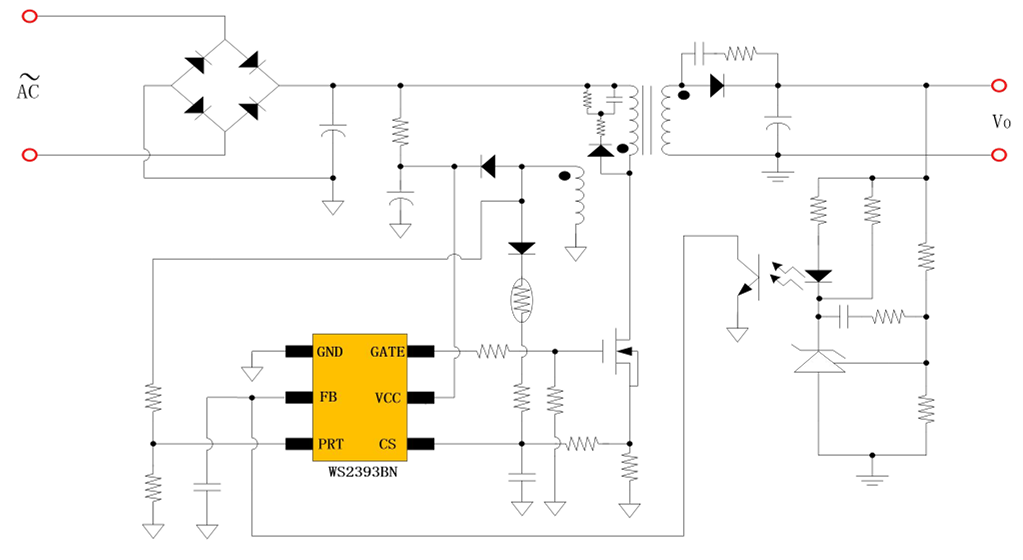 ~
AC
Vo
GND GATE
FB VCC
PRT CS
WS2393BN